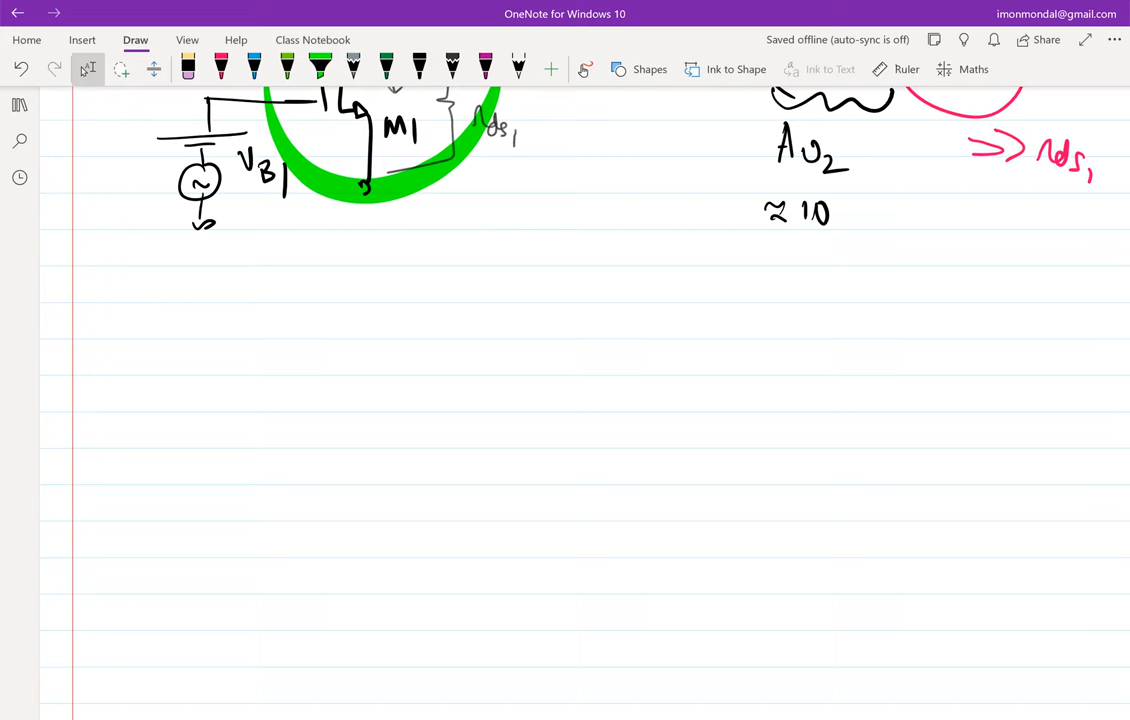 OneNote for Windows 10
imonmondal@gmail.com
Home Insert Draw View Help Class Notebook
Saved offline (auto-sync is off)
Share
Shapes
Ink to Shape
Ink to Text
Ruler
Maths
M1
rds1
VB1
AV2
≈ 10
>> rds1